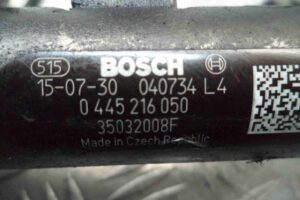 515 BOSCH
15-07-30 040734 L4
0 445 216 050
35032008F
Made in Czech Republic